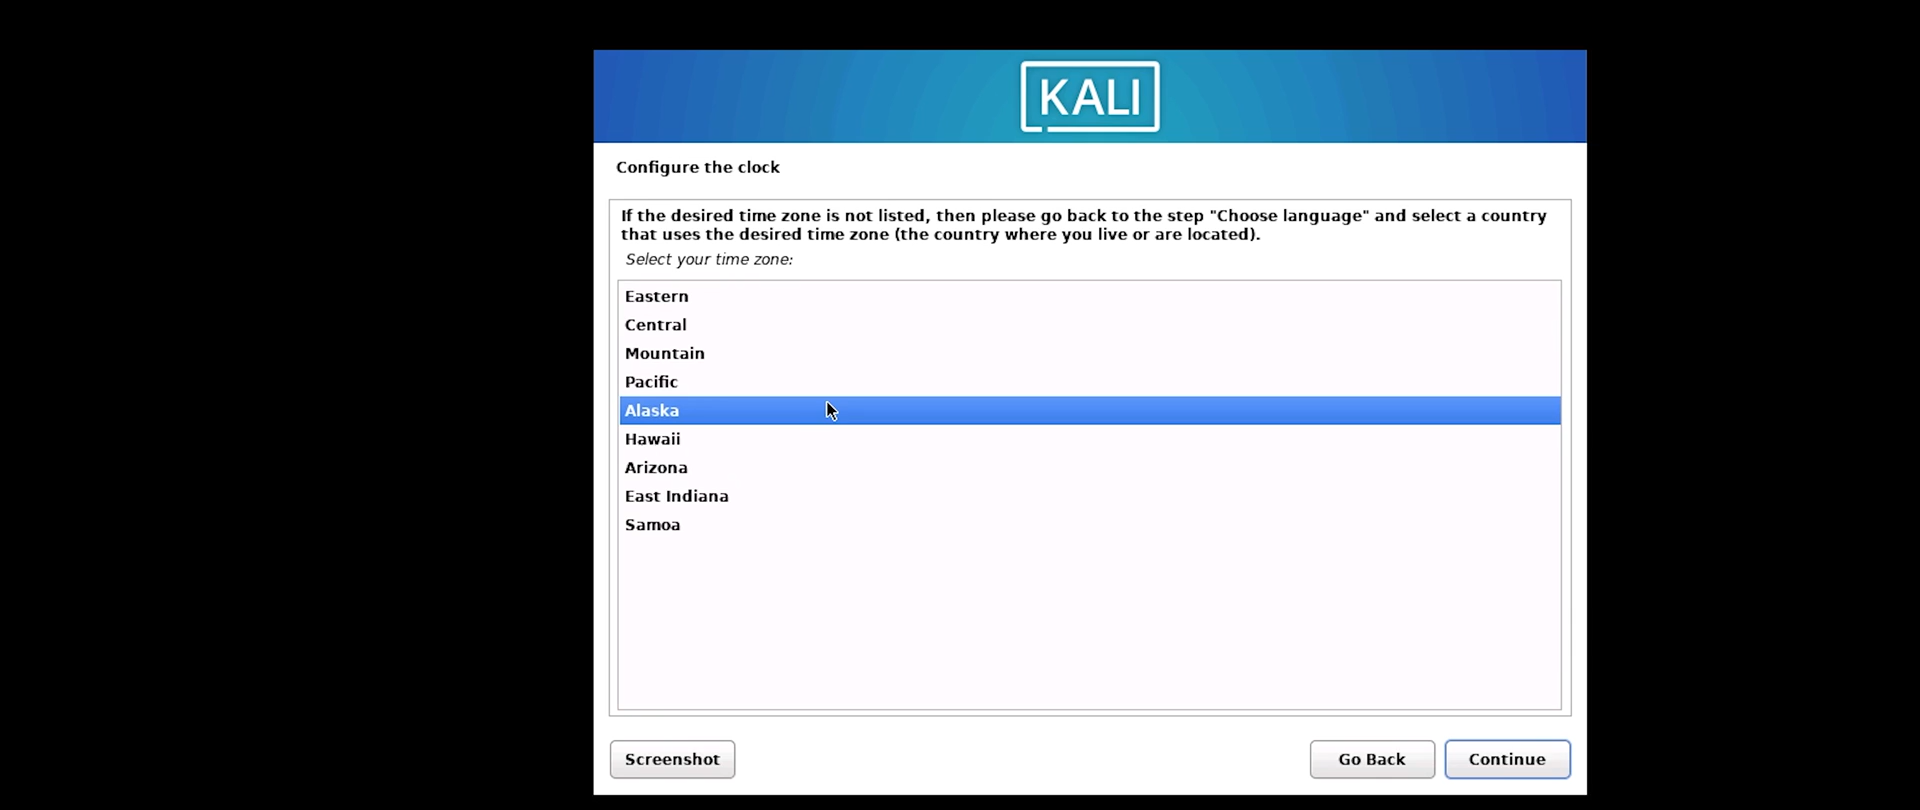 KALI
Configure the clock
If the desired time zone is not listed, then please go back to the step "Choose language" and select a country
that uses the desired time zone (the country where you live or are located).
Select your time zone:
Eastern
Central
Mountain
Pacific
Alaska
Hawaii
Arizona
East Indiana
Samoa
Screenshot
Go Back
Continue